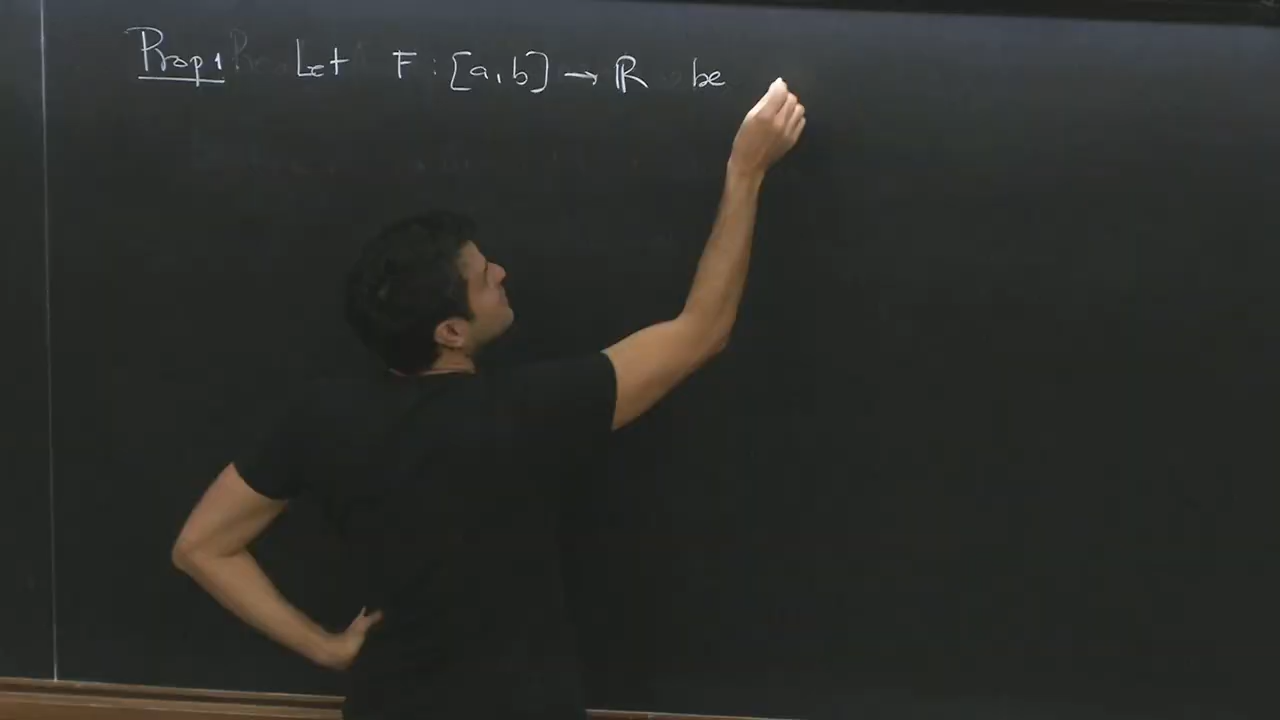 Prop 1 Let F : [a, b] → ℝ be